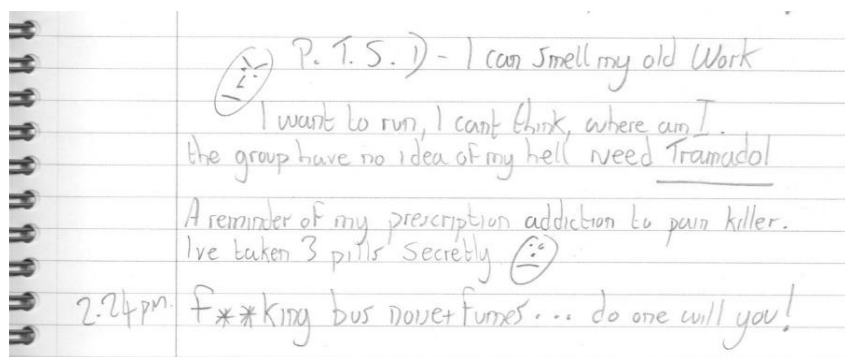 P. T. S. D - I can smell my old Work
I want to run, I cant think, where am I.
the group have no idea of my hell Need Tramadol
A reminder of my prescription addiction to pain killer.
Ive taken 3 pills secretly
2.24pm. F**king bus noise + fumes... do one will you!